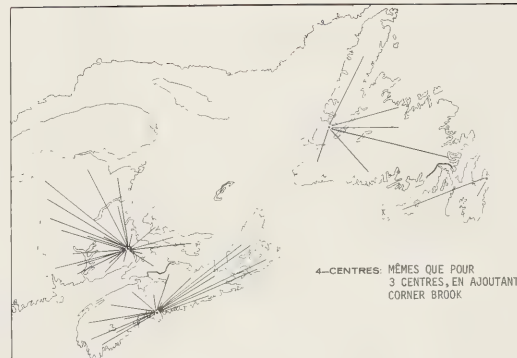 4—CENTRES: MÊMES QUE POUR
3 CENTRES, EN AJOUTANT
CORNER BROOK